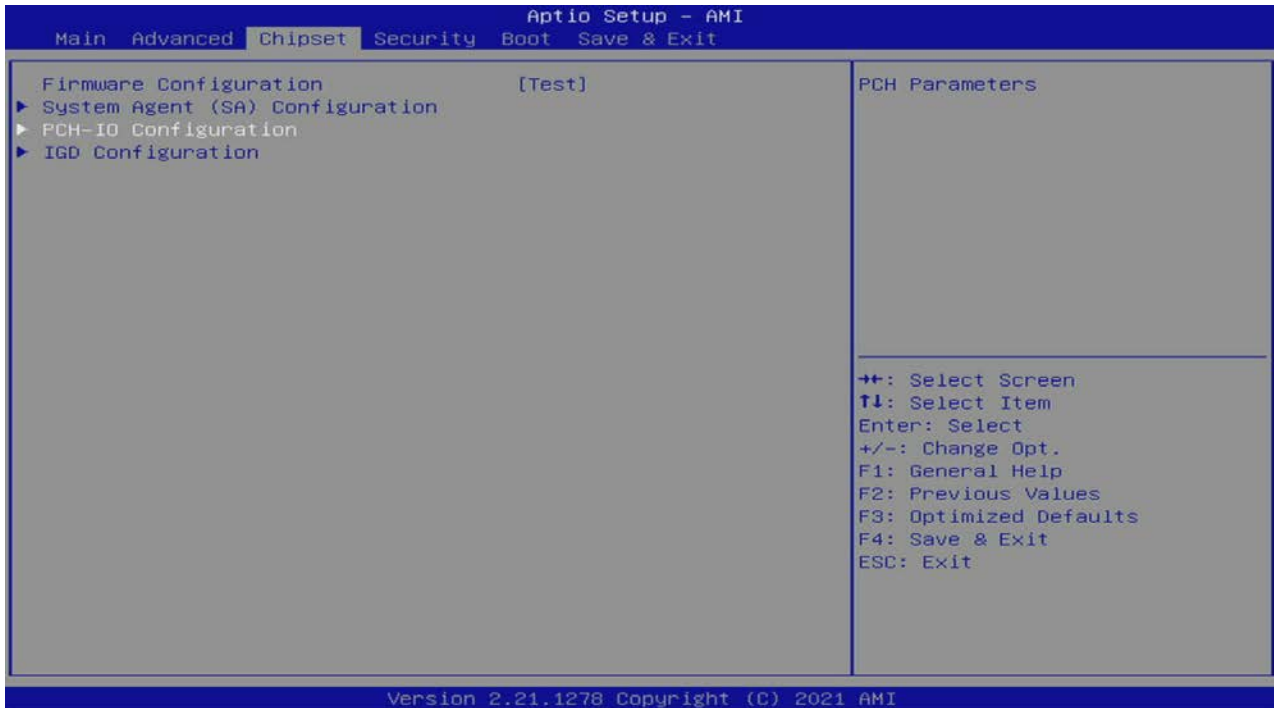 Aptio Setup - AMI
Main Advanced Chipset Security Boot Save & Exit
Firmware Configuration [Test]
► System Agent (SA) Configuration
► PCH-IO Configuration
► IGD Configuration
PCH Parameters
→←: Select Screen
↑↓: Select Item
Enter: Select
+/-: Change Opt.
F1: General Help
F2: Previous Values
F3: Optimized Defaults
F4: Save & Exit
ESC: Exit
Version 2.21.1278 Copyright (C) 2021 AMI